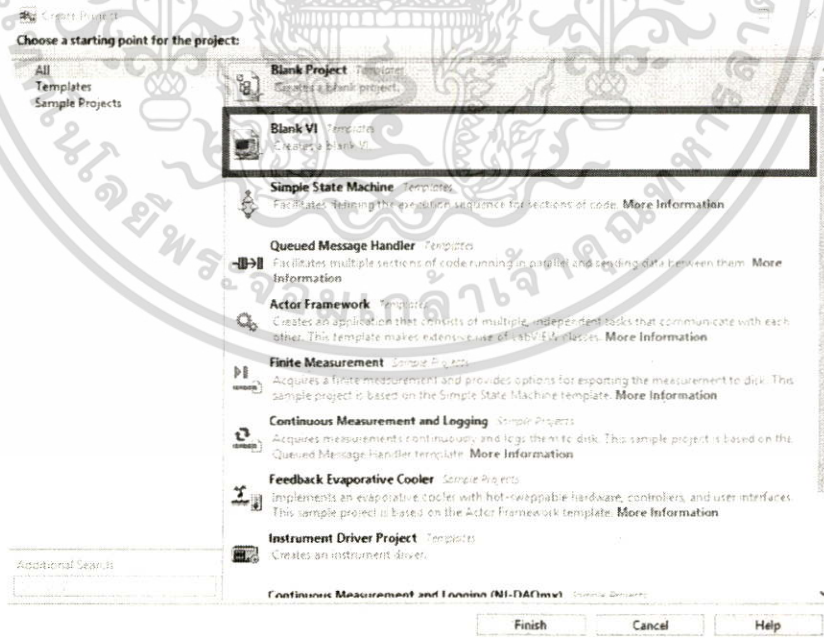 Create Project
Choose a starting point for the project:
All
Templates
Sample Projects
Blank Project Templates
Creates a blank project.
Blank VI Templates
Creates a blank VI.
Simple State Machine Templates
Facilitates defining the execution sequence for sections of code. More Information
Queued Message Handler Templates
Facilitates multiple sections of code running in parallel and sending data between them. More
Information
Actor Framework Templates
Creates an application that consists of multiple, independent tasks that communicate with each
other. This template makes extensive use of LabVIEW classes. More Information
Finite Measurement Sample Projects
Acquires a finite measurement and provides options for exporting the measurement to disk. This
sample project is based on the Simple State Machine template. More Information
Continuous Measurement and Logging Sample Projects
Acquires measurements continuously and logs them to disk. This sample project is based on the
Queued Message Handler template. More Information
Feedback Evaporative Cooler Sample Projects
Implements an evaporative cooler with hot-swappable hardware, controllers, and user interfaces.
This sample project is based on the Actor Framework template. More Information
Instrument Driver Project Templates
Creates an instrument driver.
Continuous Measurement and Logging (NI-DAQmx) Sample Projects
Additional Search
Finish
Cancel
Help